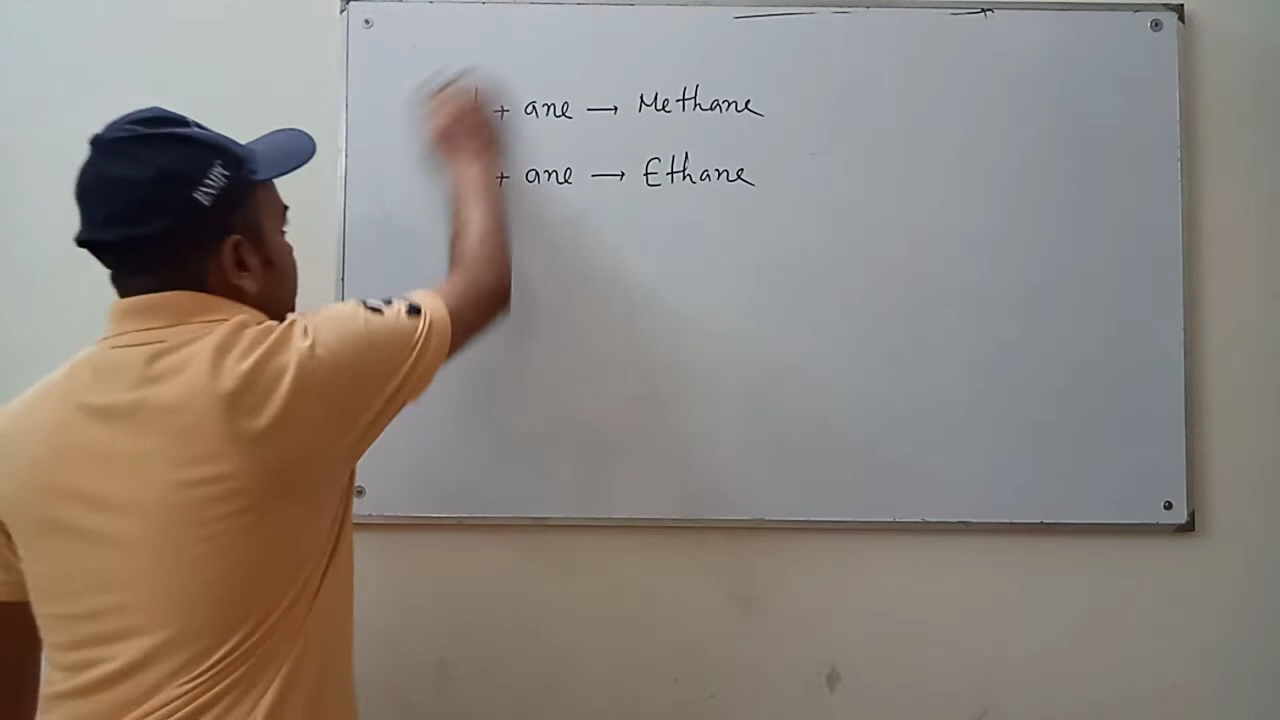 + ane → Methane
+ ane → Ethane